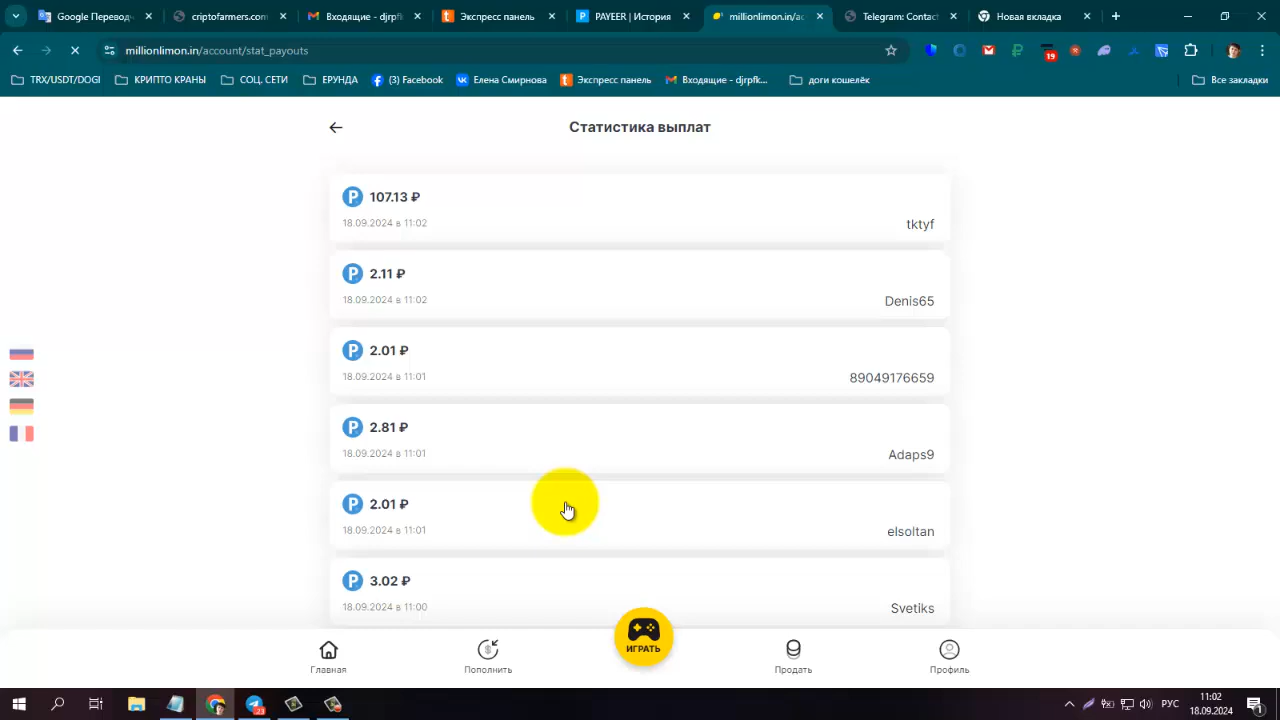 Google Перевод
criptofarmers.com
Входящие - djrpfl
Экспресс панель
PAYEER | История
millionlimon.in/ac
Telegram: Contac
Новая вкладка
millionlimon.in/account/stat_payouts
19
TRX/USDT/DOGI
КРИПТО КРАНЫ
СОЦ. СЕТИ
ЕРУНДА
(3) Facebook
Елена Смирнова
Экспресс панель
Входящие - djrpfk...
доги кошелёк
Все закладки
Статистика выплат
107.13 ₽
18.09.2024 в 11:02
tktyf
2.11 ₽
18.09.2024 в 11:02
Denis65
2.01 ₽
18.09.2024 в 11:01
89049176659
2.81 ₽
18.09.2024 в 11:01
Adaps9
2.01 ₽
18.09.2024 в 11:01
elsoltan
3.02 ₽
18.09.2024 в 11:00
Svetiks
Главная
Пополнить
ИГРАТЬ
Продать
Профиль
РУС
11:02
18.09.2024